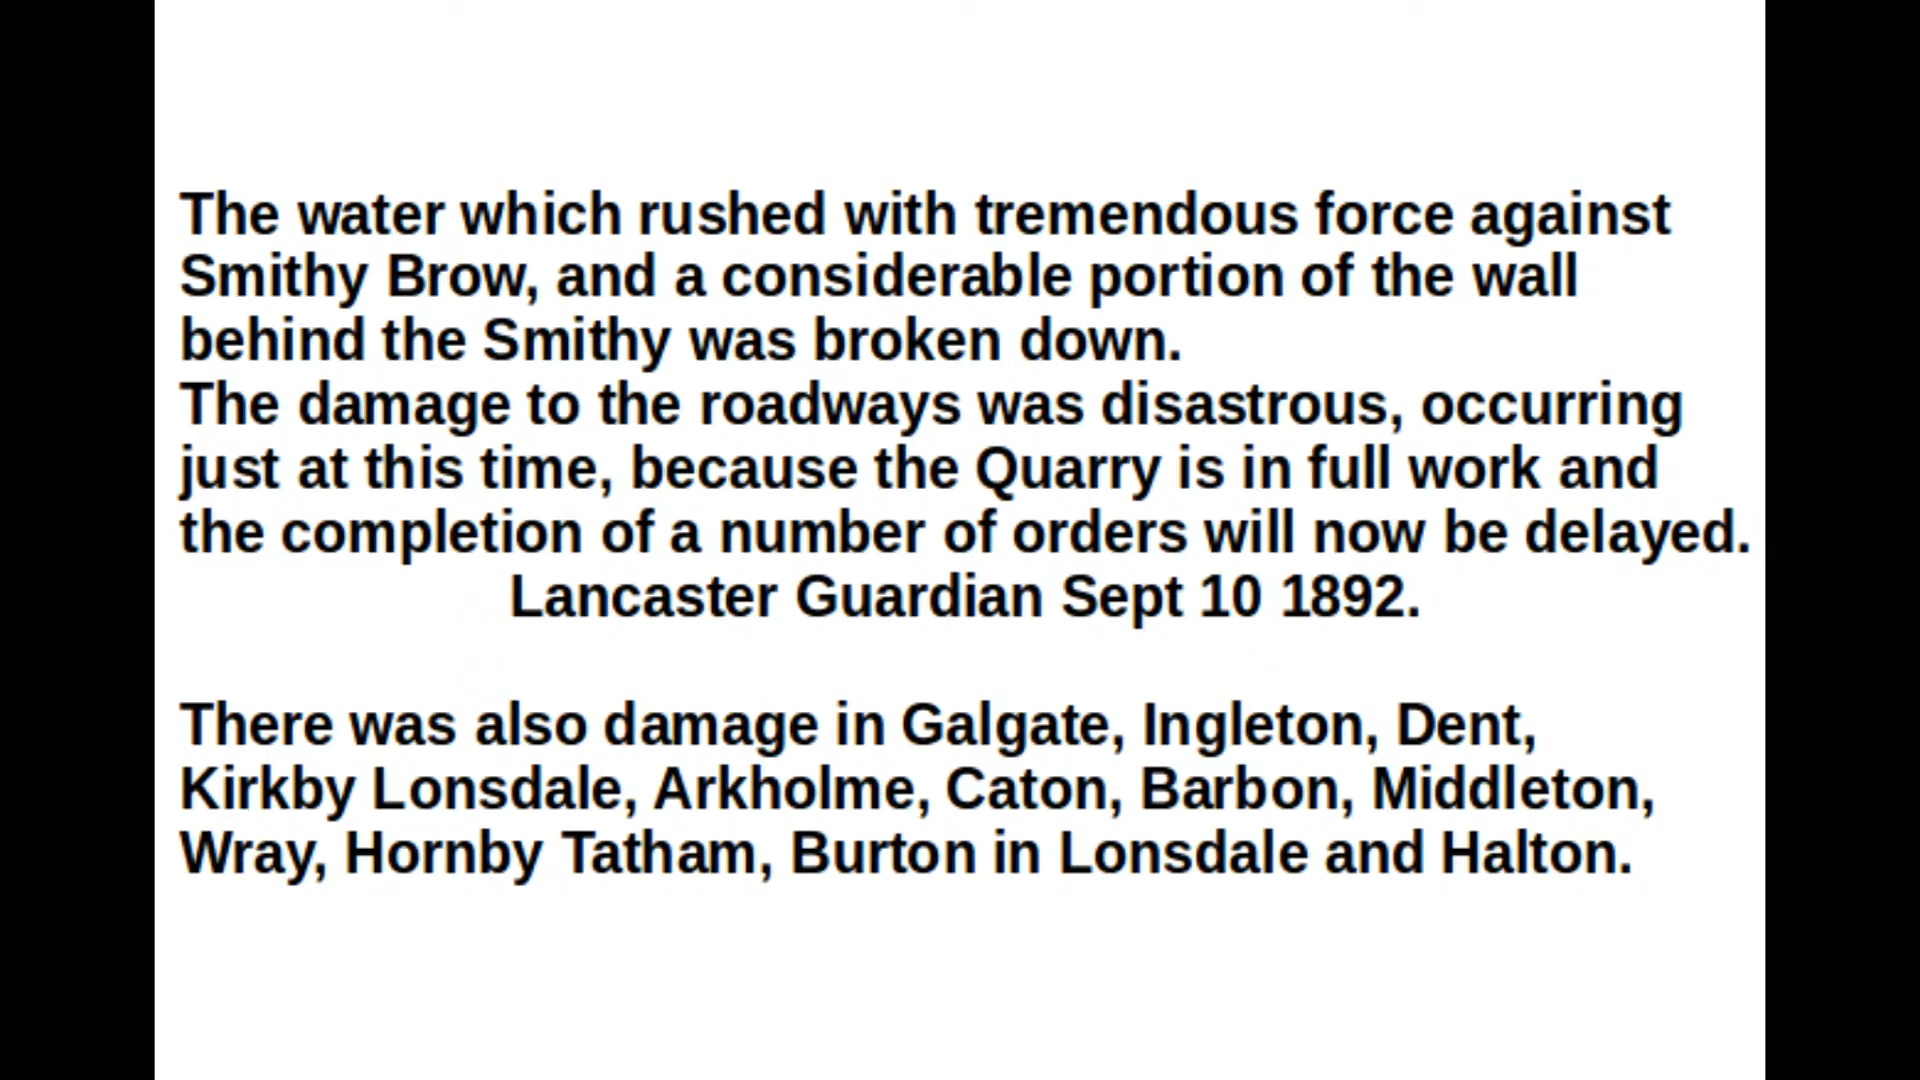 The water which rushed with tremendous force against
Smithy Brow, and a considerable portion of the wall
behind the Smithy was broken down.
The damage to the roadways was disastrous, occurring
just at this time, because the Quarry is in full work and
the completion of a number of orders will now be delayed.
Lancaster Guardian Sept 10 1892.
There was also damage in Galgate, Ingleton, Dent,
Kirkby Lonsdale, Arkholme, Caton, Barbon, Middleton,
Wray, Hornby Tatham, Burton in Lonsdale and Halton.